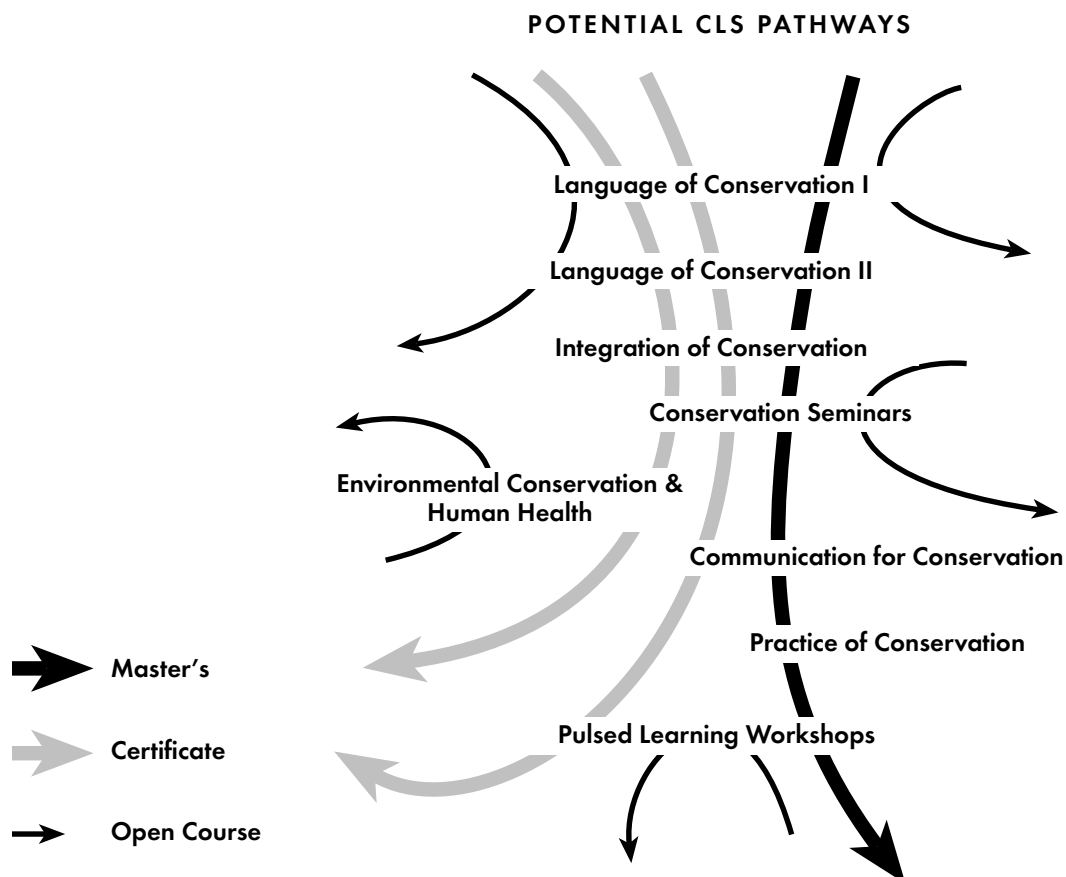 POTENTIAL CLS PATHWAYS
Language of Conservation I
Language of Conservation II
Integration of Conservation
Conservation Seminars
Environmental Conservation &
Human Health
Communication for Conservation
Practice of Conservation
Pulsed Learning Workshops
Master's
Certificate
Open Course